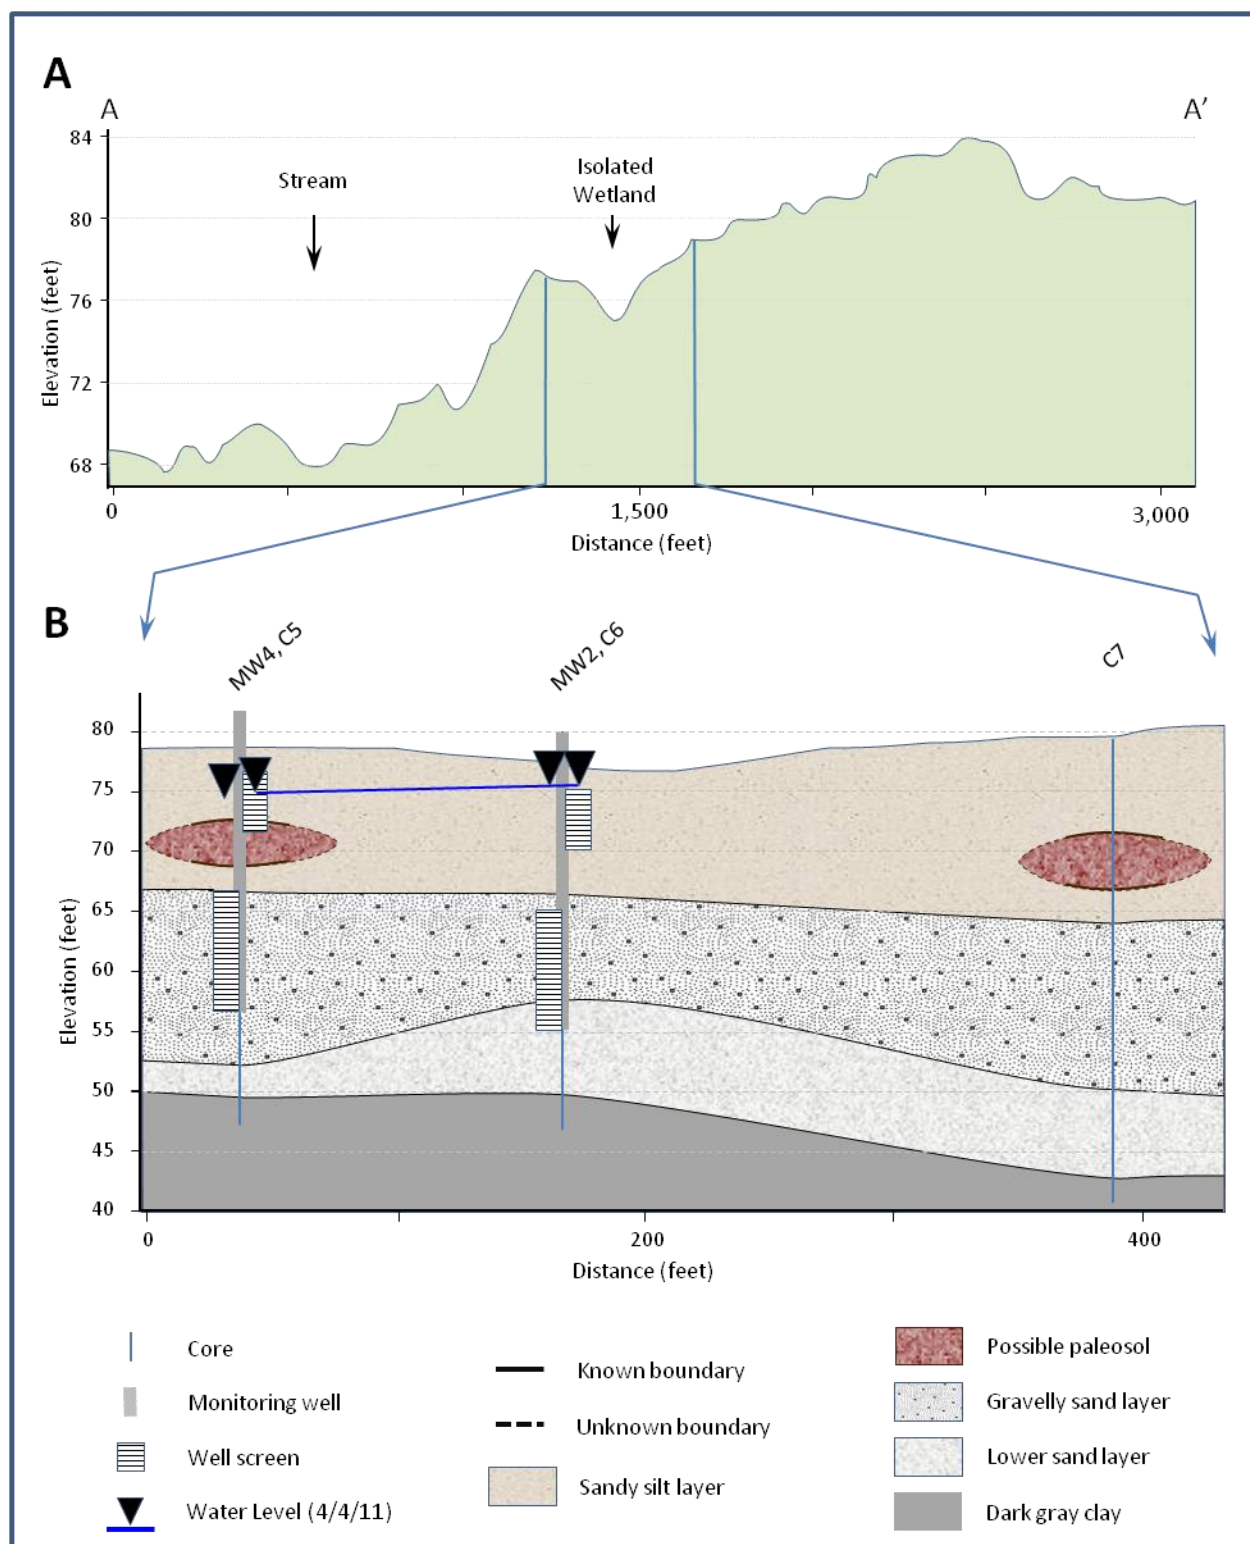 A
A
A’
84
80
76
72
68
Elevation (feet)
Stream
Isolated
Wetland
0
1,500
3,000
Distance (feet)
B
MW4, C5
MW2, C6
C7
80
75
70
65
60
55
50
45
40
Elevation (feet)
0
200
400
Distance (feet)
Core
Monitoring well
Well screen
Water Level (4/4/11)
Known boundary
Unknown boundary
Sandy silt layer
Possible paleosol
Gravelly sand layer
Lower sand layer
Dark gray clay